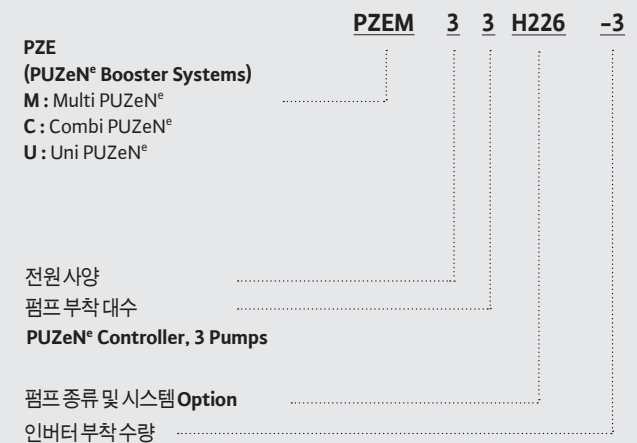 PZEM 3 3 H226 -3
PZE
(PUZeNᵉ Booster Systems)
M : Multi PUZeNᵉ
C : Combi PUZeNᵉ
U : Uni PUZeNᵉ
전원 사양
펌프 부착 대수
PUZeNᵉ Controller, 3 Pumps
펌프 종류 및 시스템 Option
인버터 부착 수량